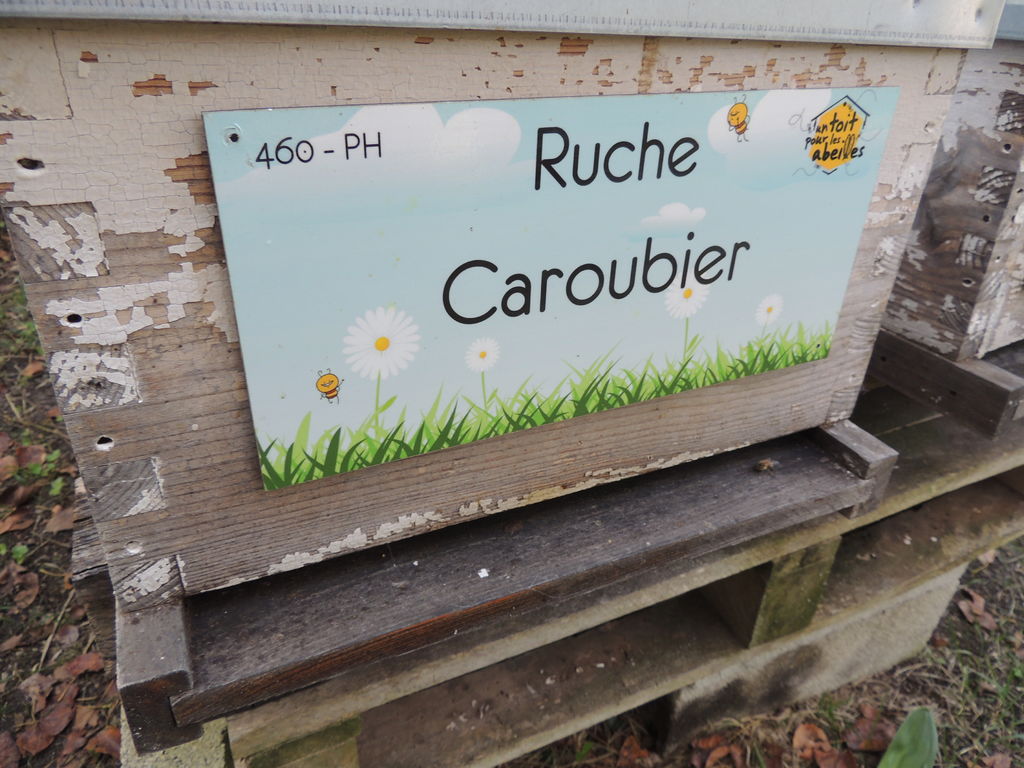 460 - PH
Ruche
Caroubier
un toit
pour les
abeilles